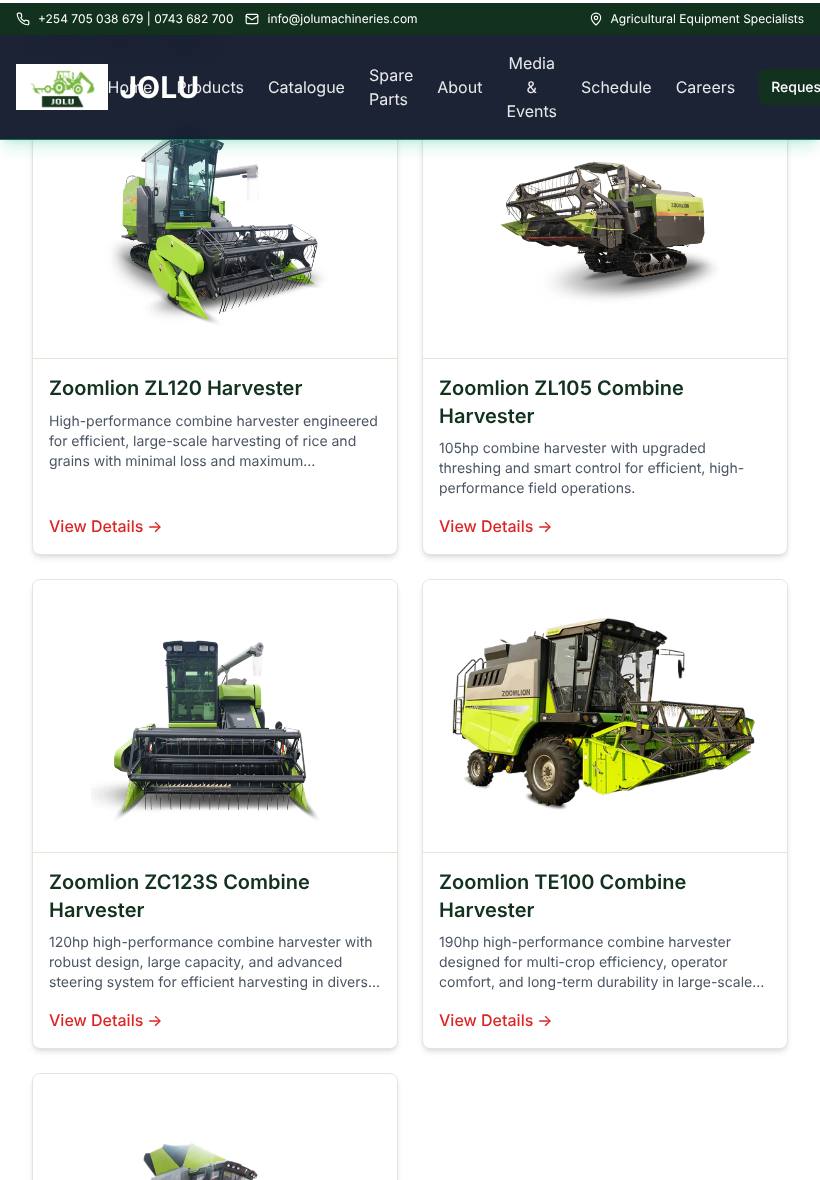 +254 705 038 679 | 0743 682 700
info@jolumachineries.com
Agricultural Equipment Specialists
JOLU
JOLU
Home
Products
Catalogue
Spare
Parts
About
Media
&
Events
Schedule
Careers
Reques
ZOOMLION
Zoomlion ZL120 Harvester
High-performance combine harvester engineered
for efficient, large-scale harvesting of rice and
grains with minimal loss and maximum...
View Details →
Zoomlion ZL105 Combine
Harvester
105hp combine harvester with upgraded
threshing and smart control for efficient, high-
performance field operations.
View Details →
ZOOMLION
Zoomlion ZC123S Combine
Harvester
120hp high-performance combine harvester with
robust design, large capacity, and advanced
steering system for efficient harvesting in divers...
View Details →
Zoomlion TE100 Combine
Harvester
190hp high-performance combine harvester
designed for multi-crop efficiency, operator
comfort, and long-term durability in large-scale...
View Details →